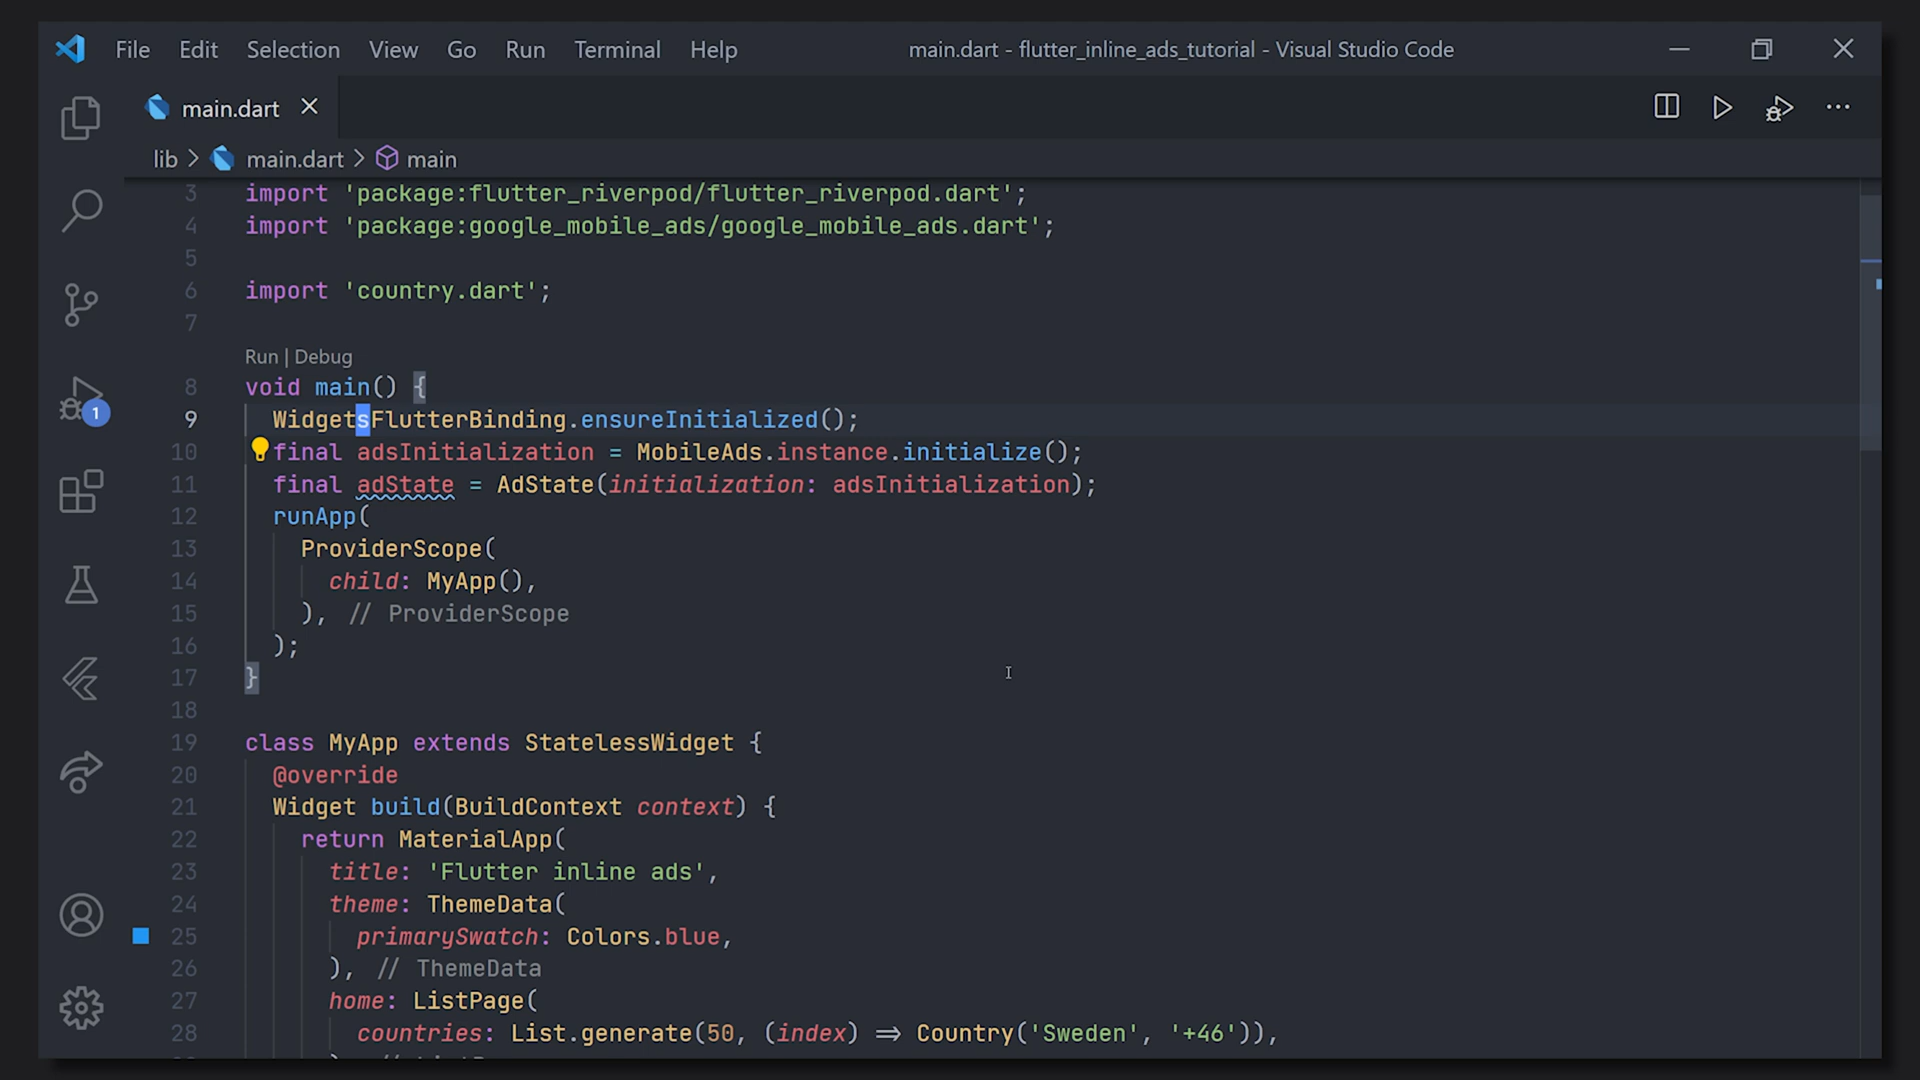 File Edit Selection View Go Run Terminal Help main.dart - flutter_inline_ads_tutorial - Visual Studio Code
main.dart
lib > main.dart > main
3 import 'package:flutter_riverpod/flutter_riverpod.dart';
4 import 'package:google_mobile_ads/google_mobile_ads.dart';
5
6 import 'country.dart';
7
Run | Debug
8 void main() {
9 WidgetsFlutterBinding.ensureInitialized();
10 final adsInitialization = MobileAds.instance.initialize();
11 final adState = AdState(initialization: adsInitialization);
12 runApp(
13 ProviderScope(
14 child: MyApp(),
15 ), // ProviderScope
16 );
17 }
18
19 class MyApp extends StatelessWidget {
20 @override
21 Widget build(BuildContext context) {
22 return MaterialApp(
23 title: 'Flutter inline ads',
24 theme: ThemeData(
25 primarySwatch: Colors.blue,
26 ), // ThemeData
27 home: ListPage(
28 countries: List.generate(50, (index) => Country('Sweden', '+46')),
1